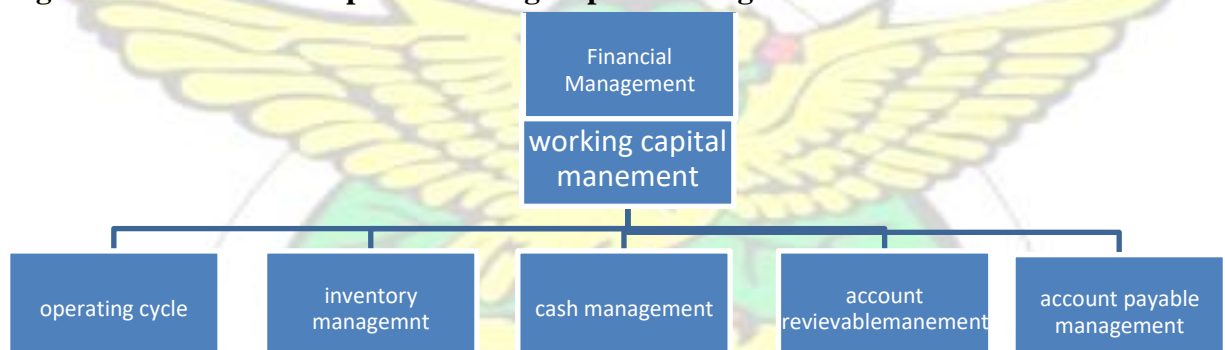 Financial
Management
working capital
manement
operating cycle
inventory
managemnt
cash management
account
revievablemanement
account payable
management